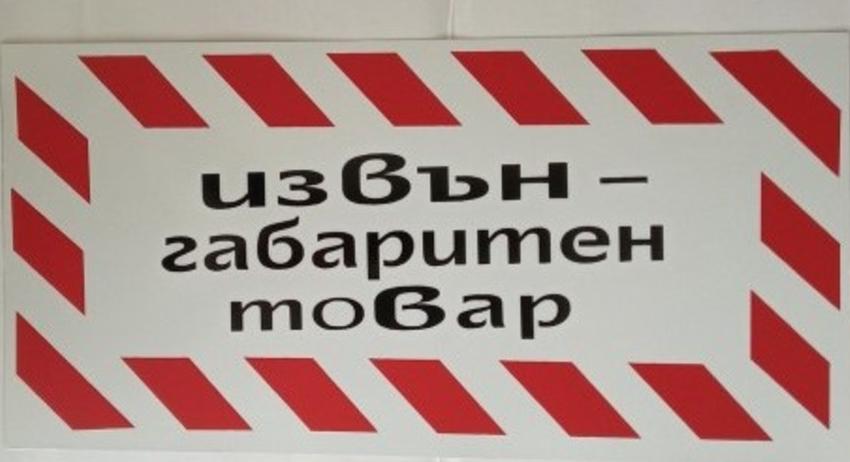 извън –
габаритен
товар